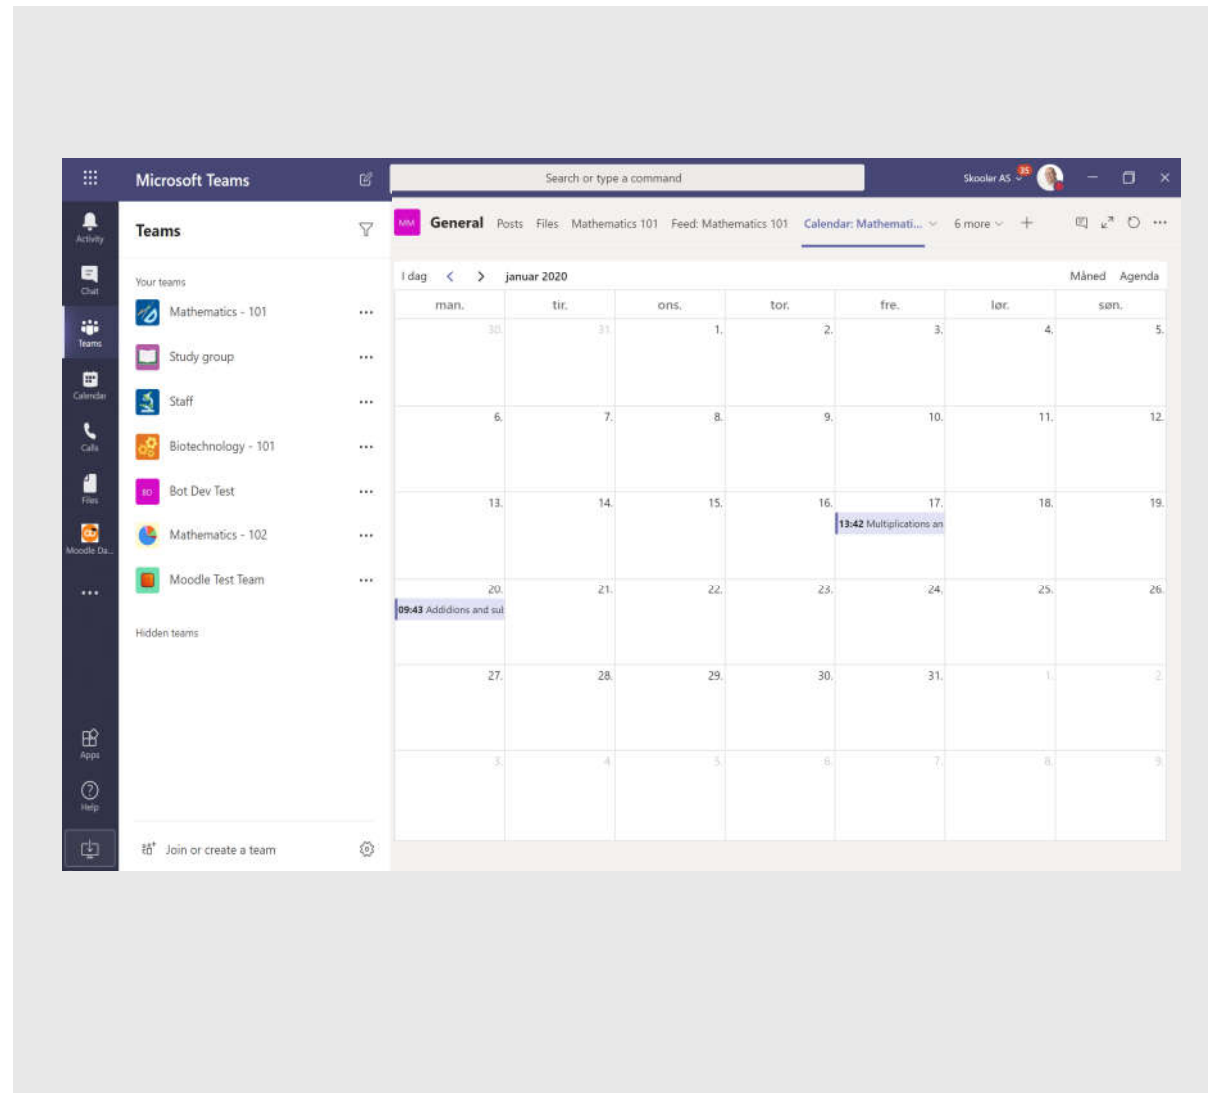 Microsoft Teams
Search or type a command
Skooler AS
35
Activity
Chat
Teams
Calendar
Calls
Files
Moodle Da...
Apps
Help
Teams
Your teams
Mathematics - 101
Study group
Staff
Biotechnology - 101
BD Bot Dev Test
Mathematics - 102
Moodle Test Team
Hidden teams
Join or create a team
MM General Posts Files Mathematics 101 Feed: Mathematics 101 Calendar: Mathemati... 6 more
I dag januar 2020 Måned Agenda
man. tir. ons. tor. fre. lør. søn.
30. 31. 1. 2. 3. 4. 5.
6. 7. 8. 9. 10. 11. 12.
13. 14. 15. 16. 17. 18. 19.
13:42 Multiplications an
20. 21. 22. 23. 24. 25. 26.
09:43 Addidions and sul
27. 28. 29. 30. 31. 1. 2.
3. 4. 5. 6. 7. 8. 9.